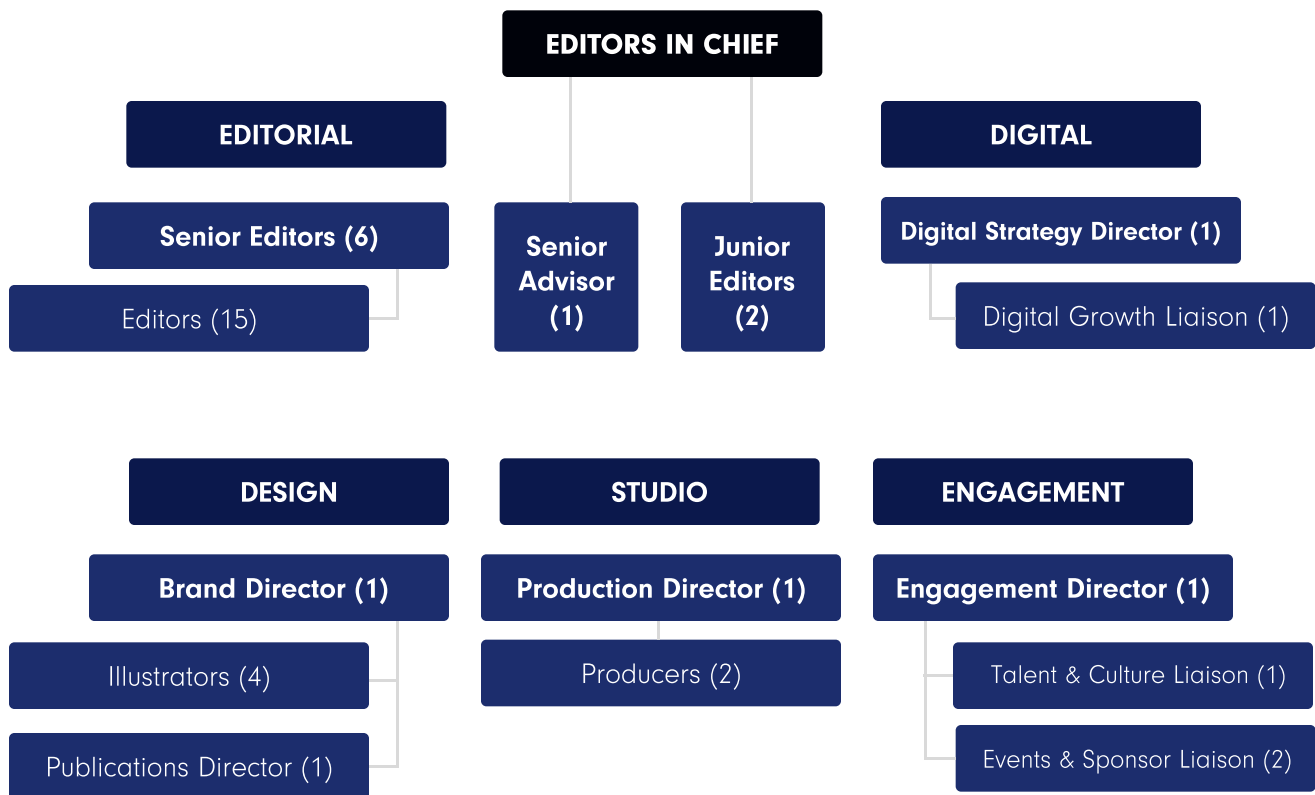 EDITORS IN CHIEF
EDITORIAL
Senior Editors (6)
Editors (15)
Senior
Advisor
(1)
Junior
Editors
(2)
DIGITAL
Digital Strategy Director (1)
Digital Growth Liaison (1)
DESIGN
Brand Director (1)
Illustrators (4)
Publications Director (1)
STUDIO
Production Director (1)
Producers (2)
ENGAGEMENT
Engagement Director (1)
Talent & Culture Liaison (1)
Events & Sponsor Liaison (2)